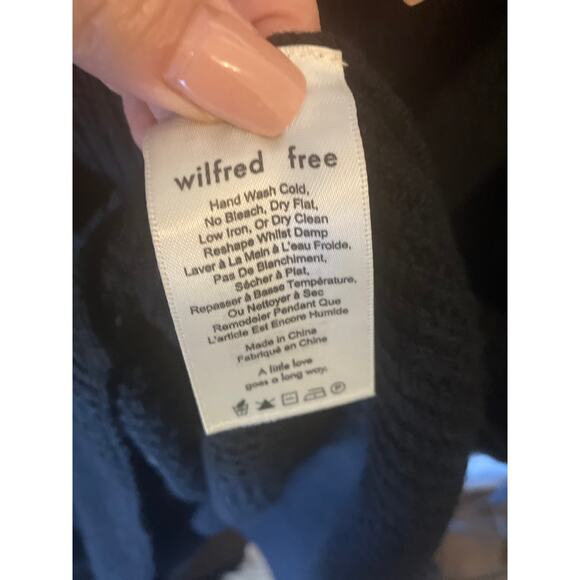 wilfred free
Hand Wash Cold,
No Bleach, Dry Flat,
Low Iron, Or Dry Clean
Reshape Whilst Damp
Laver à La Main à L'eau Froide,
Pas De Blanchiment,
Sécher à Plat,
Repasser à Basse Température,
Ou Nettoyer à Sec
Remodeler Pendant Que
L'article Est Encore Humide
Made in China
Fabriqué en Chine
A little love
goes a long way.
P